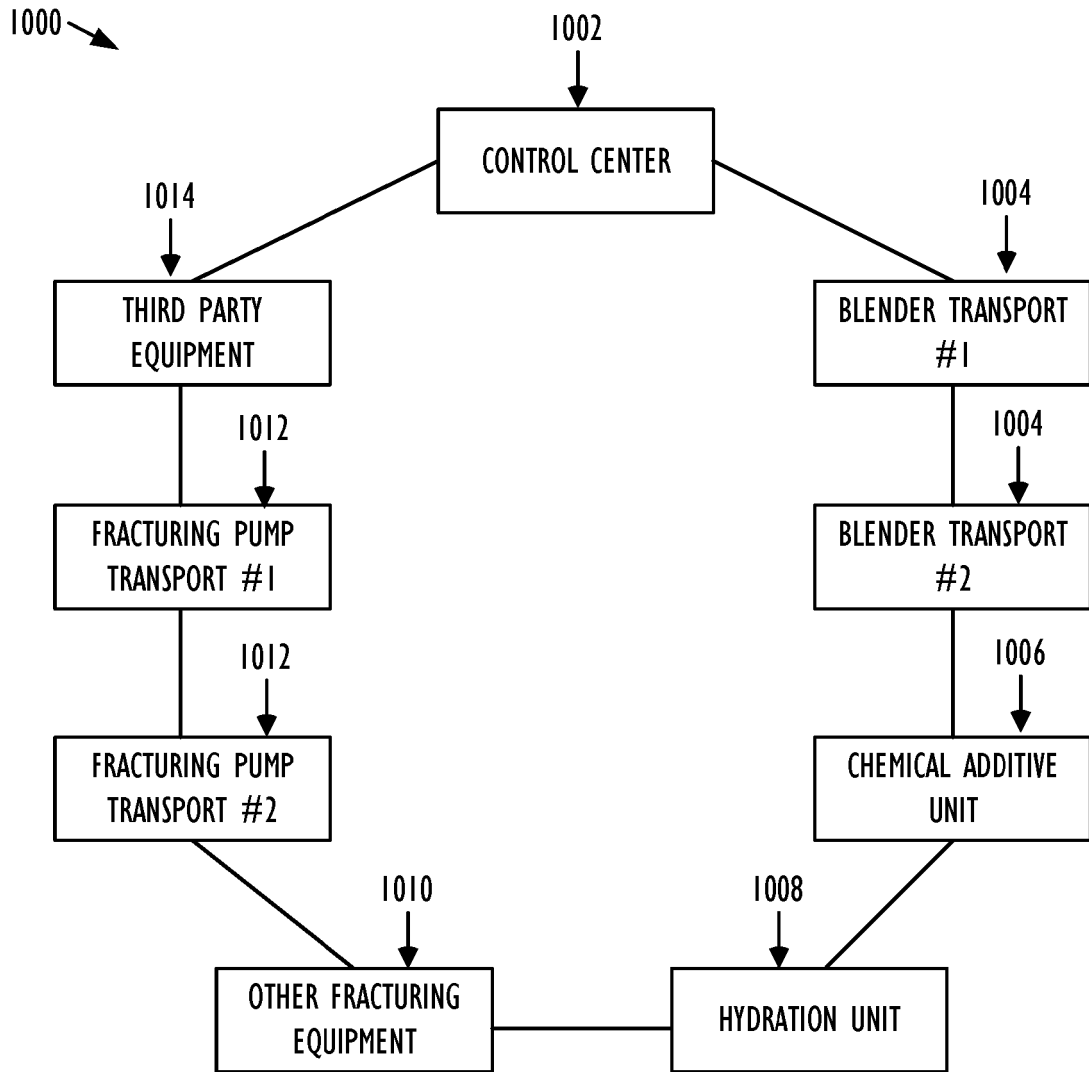 1000
1002
CONTROL CENTER
1014
1004
THIRD PARTY
EQUIPMENT
BLENDER TRANSPORT
#1
1012
1004
FRACTURING PUMP
TRANSPORT #1
BLENDER TRANSPORT
#2
1012
1006
FRACTURING PUMP
TRANSPORT #2
CHEMICAL ADDITIVE
UNIT
1010
1008
OTHER FRACTURING
EQUIPMENT
HYDRATION UNIT